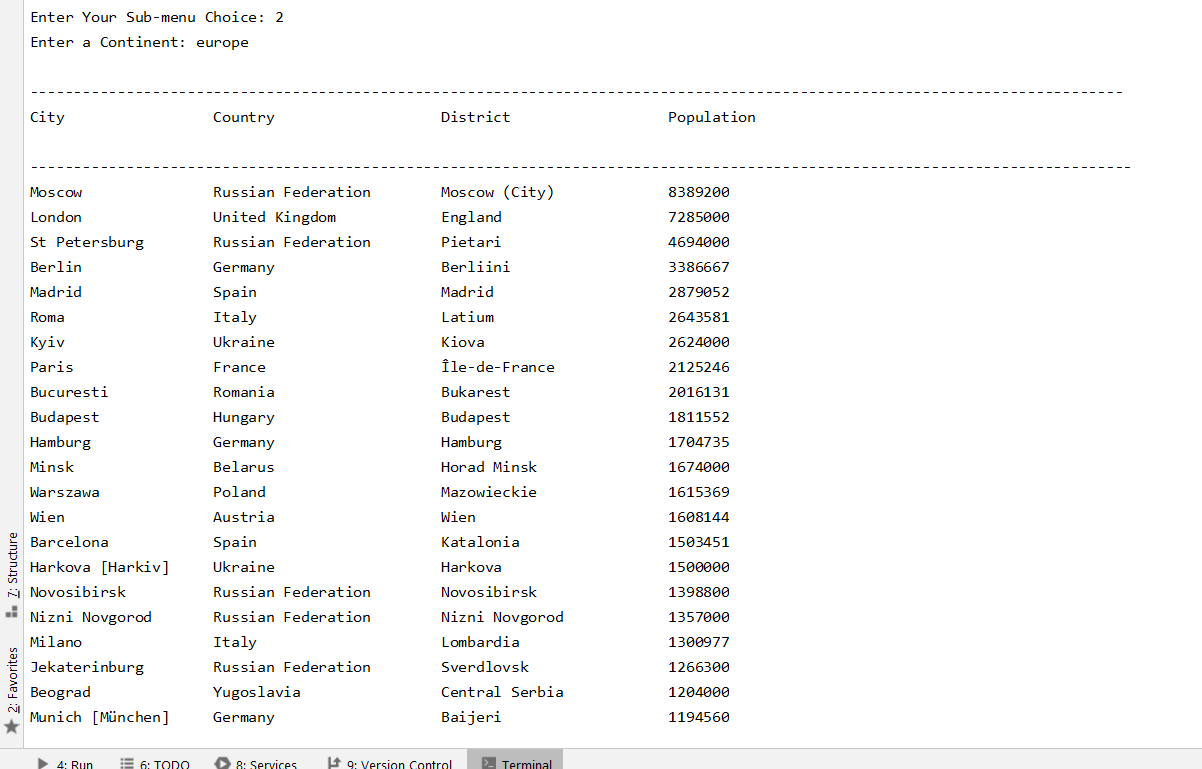 Enter Your Sub-menu Choice: 2
Enter a Continent: europe
------------------------------------------------------------------------------------------------------------------------------
City Country District Population
-------------------------------------------------------------------------------------------------------------------------------
Moscow Russian Federation Moscow (City) 8389200
London United Kingdom England 7285000
St Petersburg Russian Federation Pietari 4694000
Berlin Germany Berliini 3386667
Madrid Spain Madrid 2879052
Roma Italy Latium 2643581
Kyiv Ukraine Kiova 2624000
Paris France Île-de-France 2125246
Bucuresti Romania Bukarest 2016131
Budapest Hungary Budapest 1811552
Hamburg Germany Hamburg 1704735
Minsk Belarus Horad Minsk 1674000
Warszawa Poland Mazowieckie 1615369
Wien Austria Wien 1608144
Barcelona Spain Katalonia 1503451
Harkova [Harkiv] Ukraine Harkova 1500000
Novosibirsk Russian Federation Novosibirsk 1398800
Nizni Novgorod Russian Federation Nizni Novgorod 1357000
Milano Italy Lombardia 1300977
Jekaterinburg Russian Federation Sverdlovsk 1266300
Beograd Yugoslavia Central Serbia 1204000
Munich [München] Germany Baijeri 1194560
7: Structure
2: Favorites
4: Run 6: TODO 8: Services 9: Version Control Terminal